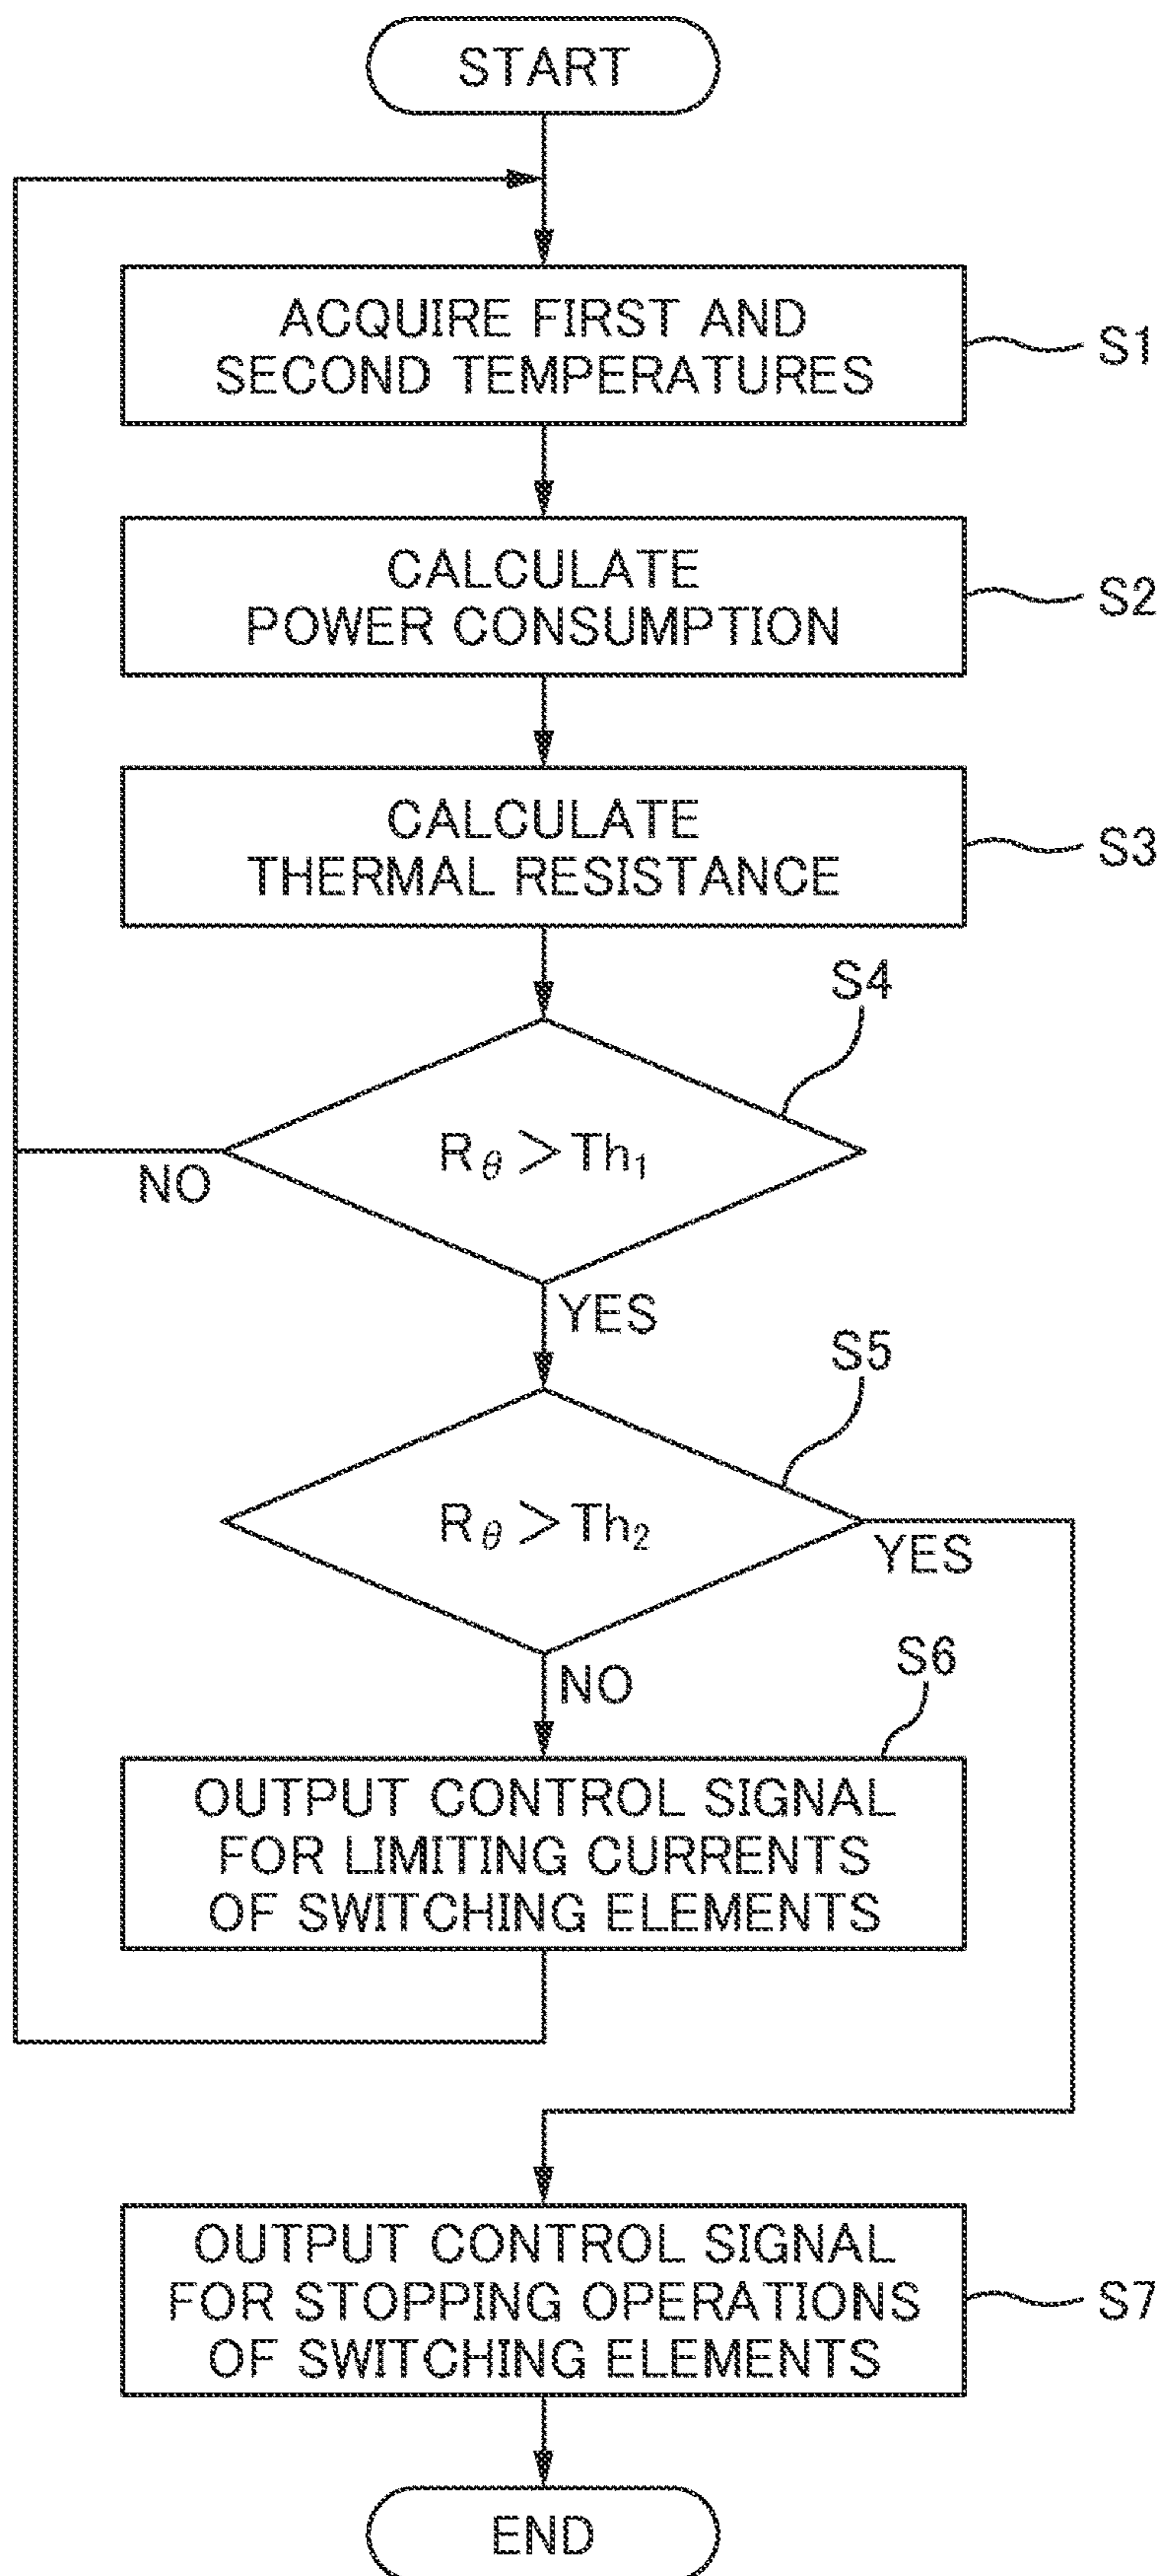 START
ACQUIRE FIRST AND
SECOND TEMPERATURES
S1
CALCULATE
POWER CONSUMPTION
S2
CALCULATE
THERMAL RESISTANCE
S3
S4
Rθ > Th1
NO
YES
S5
Rθ > Th2
YES
NO
S6
OUTPUT CONTROL SIGNAL
FOR LIMITING CURRENTS
OF SWITCHING ELEMENTS
OUTPUT CONTROL SIGNAL
FOR STOPPING OPERATIONS
OF SWITCHING ELEMENTS
S7
END